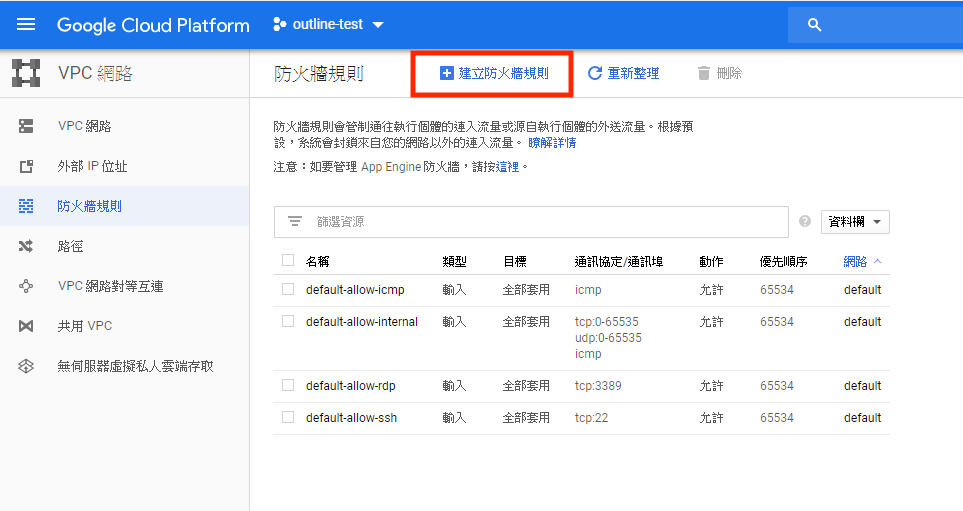 Google Cloud Platform outline-test
VPC 網路
防火牆規則
建立防火牆規則
重新整理
刪除
VPC 網路
外部 IP 位址
防火牆規則
路徑
VPC 網路對等互連
共用 VPC
無伺服器虛擬私人雲端存取
防火牆規則會管制通往執行個體的連入流量或源自執行個體的外送流量。根據預
設，系統會封鎖來自您的網路以外的連入流量。 瞭解詳情
注意：如要管理 App Engine 防火牆，請按這裡。
篩選資源
資料欄
名稱 類型 目標 通訊協定/通訊埠 動作 優先順序 網路
default-allow-icmp 輸入 全部套用 icmp 允許 65534 default
default-allow-internal 輸入 全部套用 tcp:0-65535 允許 65534 default
udp:0-65535
icmp
default-allow-rdp 輸入 全部套用 tcp:3389 允許 65534 default
default-allow-ssh 輸入 全部套用 tcp:22 允許 65534 default